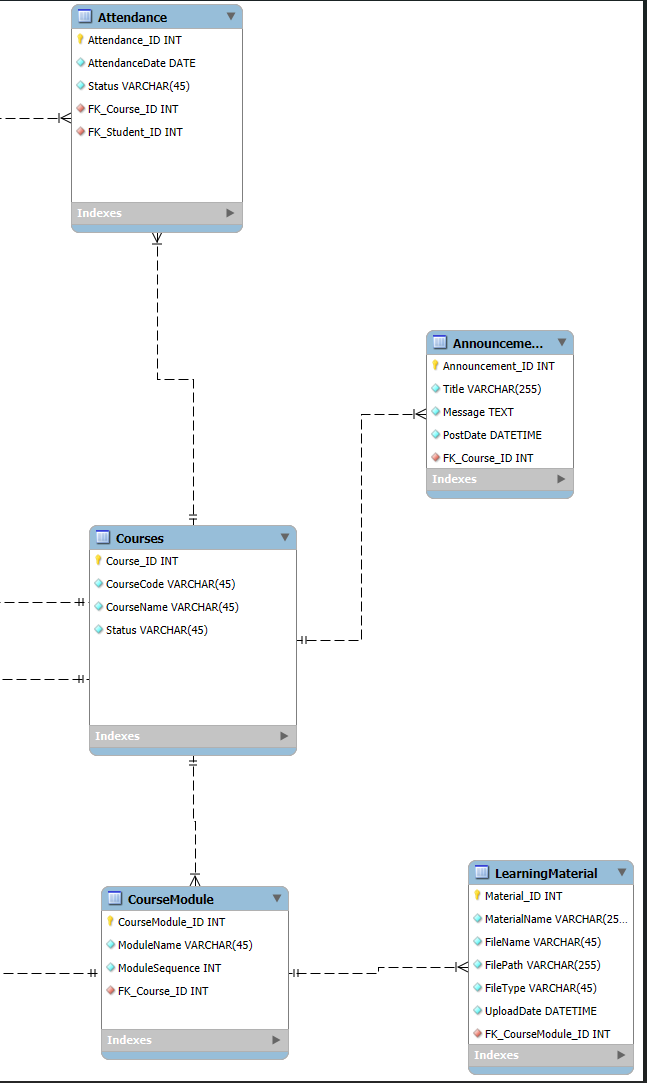 Attendance
Attendance_ID INT
AttendanceDate DATE
Status VARCHAR(45)
FK_Course_ID INT
FK_Student_ID INT
Indexes
Announceme...
Announcement_ID INT
Title VARCHAR(255)
Message TEXT
PostDate DATETIME
FK_Course_ID INT
Indexes
Courses
Course_ID INT
CourseCode VARCHAR(45)
CourseName VARCHAR(45)
Status VARCHAR(45)
Indexes
CourseModule
CourseModule_ID INT
ModuleName VARCHAR(45)
ModuleSequence INT
FK_Course_ID INT
Indexes
LearningMaterial
Material_ID INT
MaterialName VARCHAR(25...
FileName VARCHAR(45)
FilePath VARCHAR(255)
FileType VARCHAR(45)
UploadDate DATETIME
FK_CourseModule_ID INT
Indexes